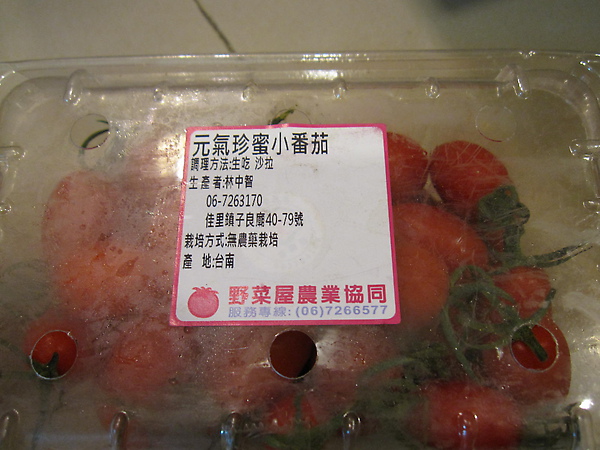 元氣珍蜜小番茄
調理方法:生吃 沙拉
生產者:林中智
06-7263170
佳里鎮子良廟40-79號
栽培方式:無農藥栽培
產 地:台南
野菜屋農業協同
服務專線:(06)7266577